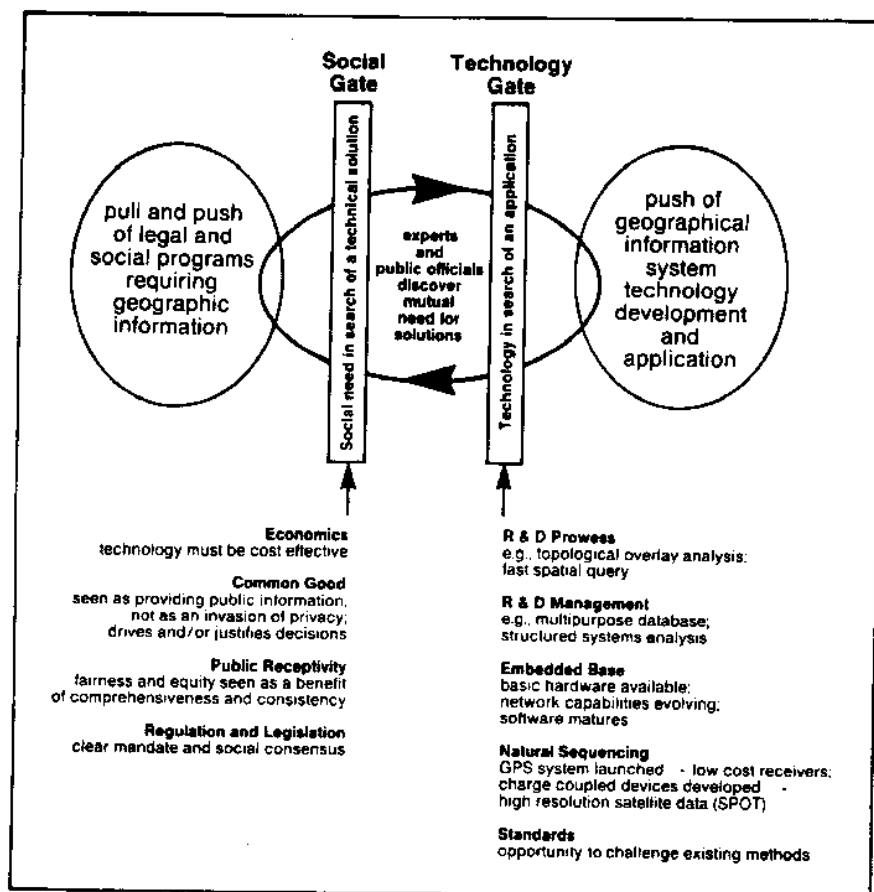 Social
Gate
Technology
Gate
puli and push
of legal and
social programs
requiring
geographic
information
Social need in search of a technical solution
experts
and
public officials
discover
mutual
need for
solutions
Technology in search of an application
push of
geographical
information
system
technology
development
and
application
Economics
technology must be cost effective
Common Good
seen as providing public information,
not as an invasion of privacy;
drives and/or justifies decisions
Public Receptivity
fairness and equity seen as a benefit
of comprehensiveness and consistency
Regulation and Legislation
clear mandate and social consensus
R & D Prowess
e.g., topological overlay analysis;
fast spatial query
R & D Management
e.g., multipurpose database;
structured systems analysis
Embedded Base
basic hardware available;
network capabilities evolving;
software matures
Natural Sequencing
GPS system launched - low cost receivers;
charge coupled devices developed -
high resolution satellite data (SPOT)
Standards
opportunity to challenge existing methods